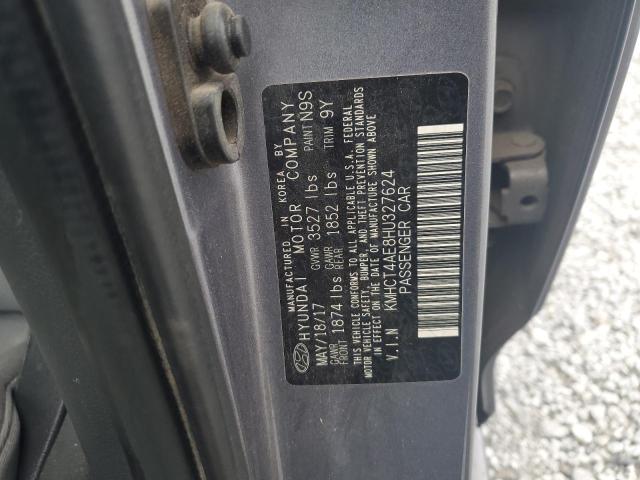 MANUFACTURED IN KOREA BY
HYUNDAI MOTOR COMPANY
MAY/18/17 GVWR 3527 lbs PAINT N9S
GAWR FRONT 1874 lbs GAWR REAR 1852 lbs TRIM 9Y
THIS VEHICLE CONFORMS TO ALL APPLICABLE U.S.A. FEDERAL
MOTOR VEHICLE SAFETY, BUMPER, AND THEFT PREVENTION STANDARDS
IN EFFECT ON THE DATE OF MANUFACTURE SHOWN ABOVE
V.I.N KMHCT4AE8HU327624
PASSENGER CAR